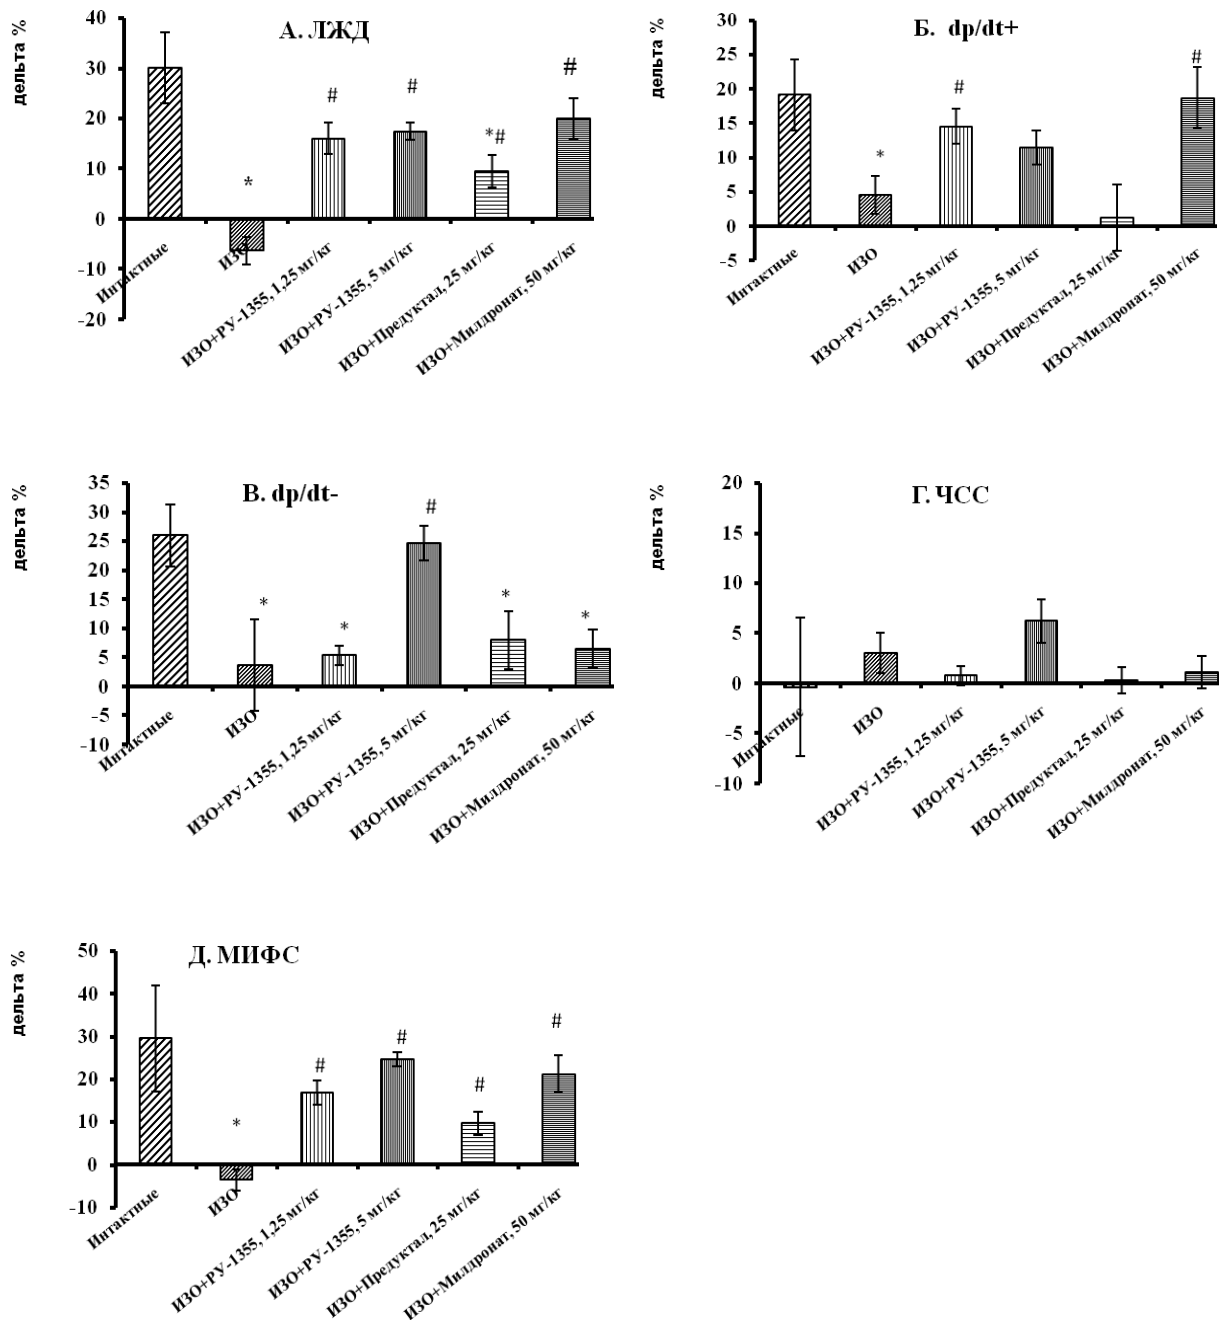 дельта %
А. ЛЖД
40
30
20
10
0
-10
-20
#
#
#
*#
*
Интактные
ИЗО
ИЗО+РУ-1355, 1,25 мг/кг
ИЗО+РУ-1355, 5 мг/кг
ИЗО+Предуктал, 25 мг/кг
ИЗО+Милдронат, 50 мг/кг
дельта %
Б. dp/dt+
30
25
20
15
10
5
0
-5
#
#
*
Интактные
ИЗО
ИЗО+РУ-1355, 1,25 мг/кг
ИЗО+РУ-1355, 5 мг/кг
ИЗО+Предуктал, 25 мг/кг
ИЗО+Милдронат, 50 мг/кг
дельта %
В. dp/dt-
35
30
25
20
15
10
5
0
-5
-10
#
*
*
*
*
Интактные
ИЗО
ИЗО+РУ-1355, 1,25 мг/кг
ИЗО+РУ-1355, 5 мг/кг
ИЗО+Предуктал, 25 мг/кг
ИЗО+Милдронат, 50 мг/кг
дельта %
Г. ЧСС
20
15
10
5
0
-5
-10
Интактные
ИЗО
ИЗО+РУ-1355, 1,25 мг/кг
ИЗО+РУ-1355, 5 мг/кг
ИЗО+Предуктал, 25 мг/кг
ИЗО+Милдронат, 50 мг/кг
дельта %
Д. МИФС
50
40
30
20
10
0
-10
#
#
#
#
*
Интактные
ИЗО
ИЗО+РУ-1355, 1,25 мг/кг
ИЗО+РУ-1355, 5 мг/кг
ИЗО+Предуктал, 25 мг/кг
ИЗО+Милдронат, 50 мг/кг